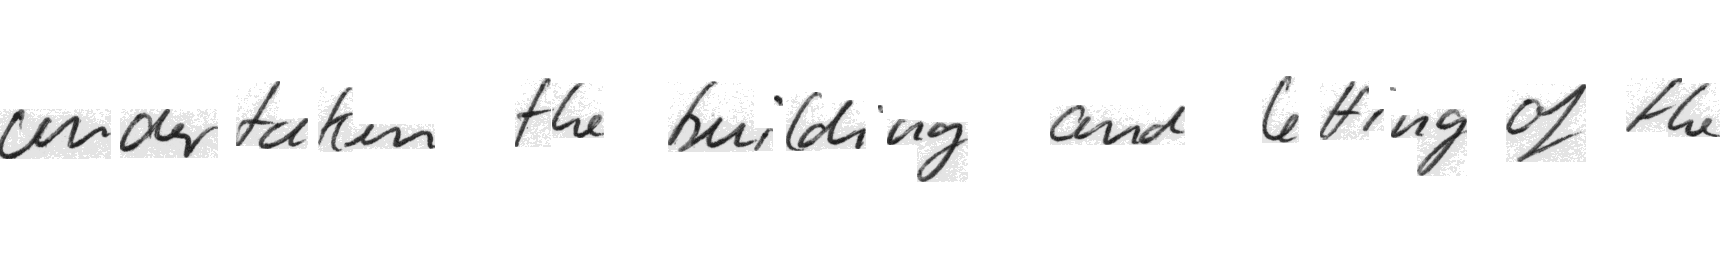 undertaken the building and letting of the